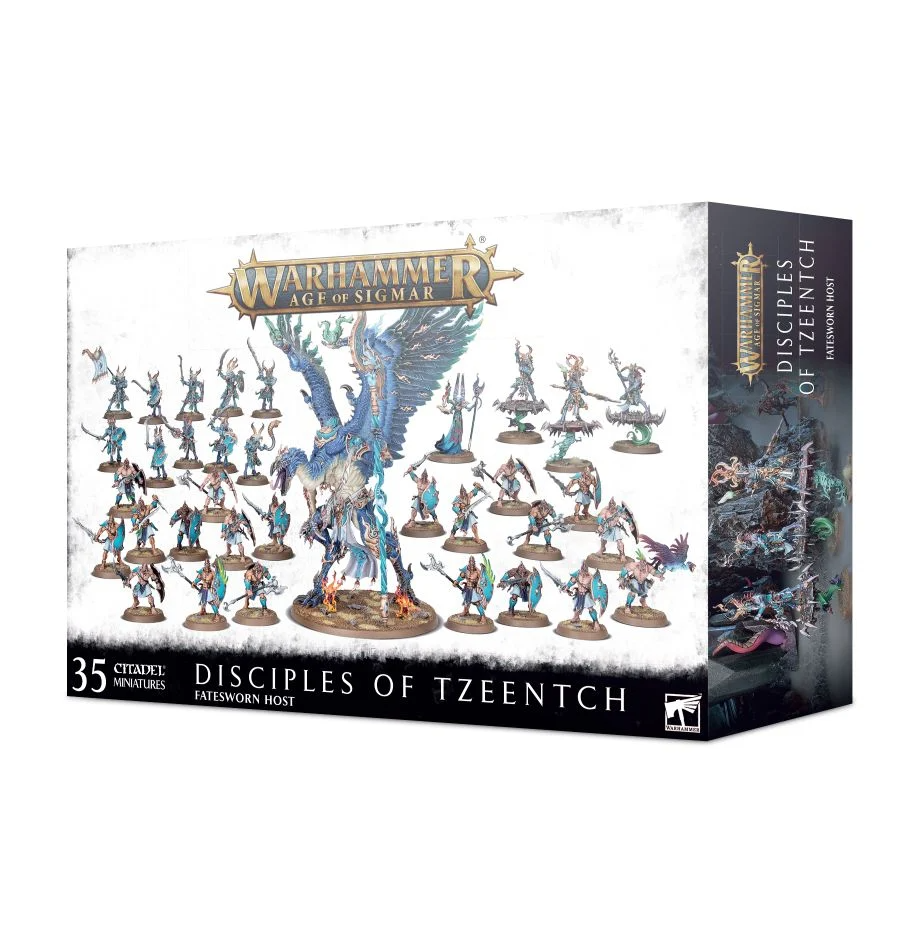 WARHAMMER®
AGE OF SIGMAR
35 CITADEL
MINIATURES
DISCIPLES OF TZEENTCH
FATESWORN HOST
WARHAMMER
WARHAMMER
AGE OF SIGMAR
DISCIPLES
OF TZEENTCH
FATESWORN HOST